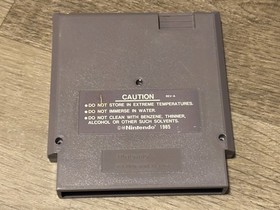 CAUTION
REV-A
● DO NOT STORE IN EXTREME TEMPERATURES.
● DO NOT IMMERSE IN WATER.
● DO NOT CLEAN WITH BENZENE, THINNER,
ALCOHOL OR OTHER SUCH SOLVENTS.
©®Nintendo® 1985